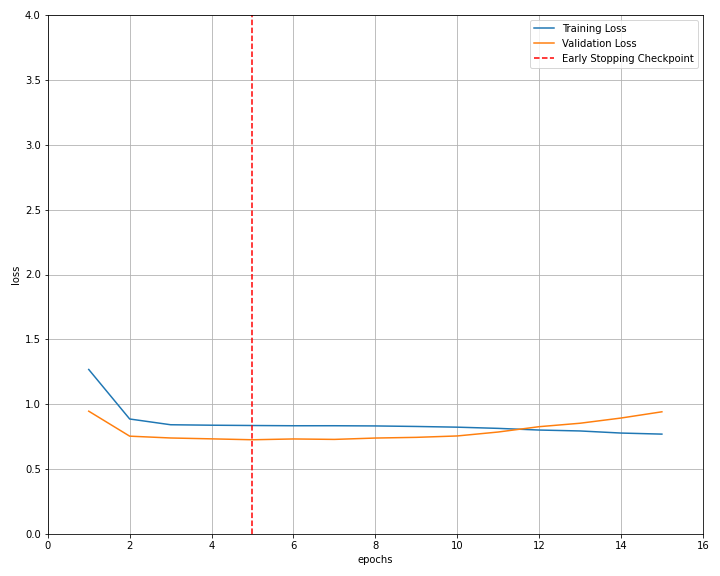 4.0
3.5
3.0
2.5
2.0
1.5
1.0
0.5
0.0
loss
0 2 4 6 8 10 12 14 16
epochs
Training Loss
Validation Loss
Early Stopping Checkpoint